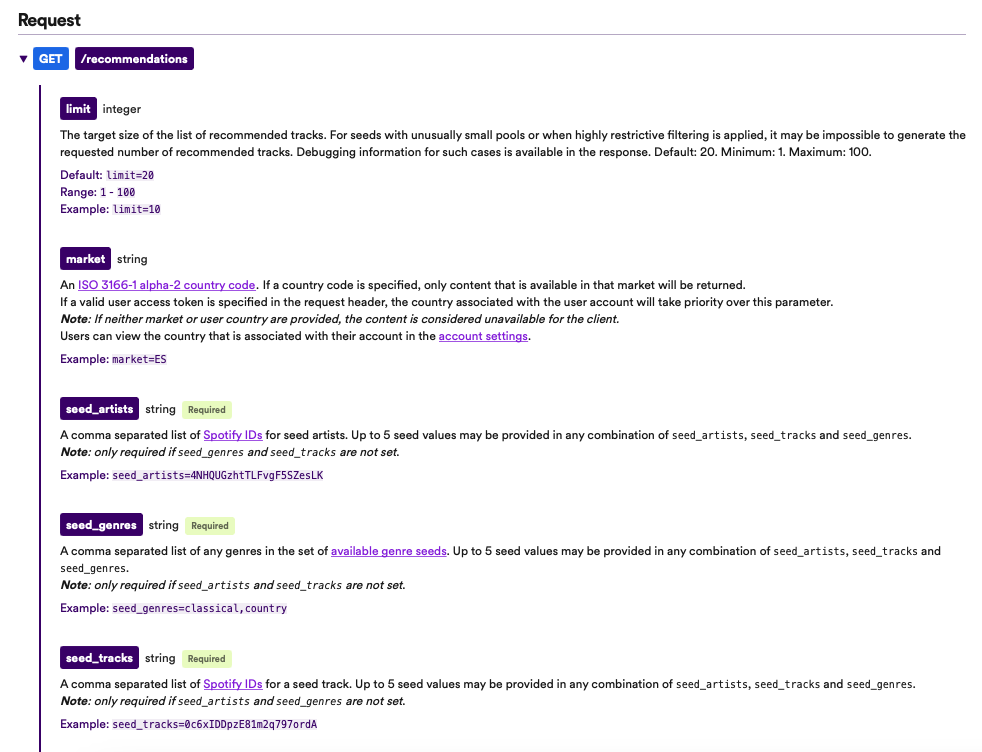 Request
GET /recommendations
limit integer
The target size of the list of recommended tracks. For seeds with unusually small pools or when highly restrictive filtering is applied, it may be impossible to generate the
requested number of recommended tracks. Debugging information for such cases is available in the response. Default: 20. Minimum: 1. Maximum: 100.
Default: limit=20
Range: 1 - 100
Example: limit=10
market string
An ISO 3166-1 alpha-2 country code. If a country code is specified, only content that is available in that market will be returned.
If a valid user access token is specified in the request header, the country associated with the user account will take priority over this parameter.
Note: If neither market or user country are provided, the content is considered unavailable for the client.
Users can view the country that is associated with their account in the account settings.
Example: market=ES
seed_artists string Required
A comma separated list of Spotify IDs for seed artists. Up to 5 seed values may be provided in any combination of seed_artists, seed_tracks and seed_genres.
Note: only required if seed_genres and seed_tracks are not set.
Example: seed_artists=4NHQUGzhtTLFvgF5SZesLK
seed_genres string Required
A comma separated list of any genres in the set of available genre seeds. Up to 5 seed values may be provided in any combination of seed_artists, seed_tracks and
seed_genres.
Note: only required if seed_artists and seed_tracks are not set.
Example: seed_genres=classical,country
seed_tracks string Required
A comma separated list of Spotify IDs for a seed track. Up to 5 seed values may be provided in any combination of seed_artists, seed_tracks and seed_genres.
Note: only required if seed_artists and seed_genres are not set.
Example: seed_tracks=0c6xIDDpzE81m2q797ordA